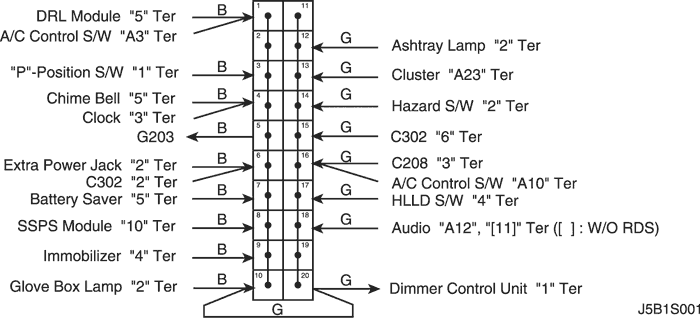 DRL Module "5" Ter B 1 11
A/C Control S/W "A3" Ter
2 12 G Ashtray Lamp "2" Ter
"P"-Position S/W "1" Ter B 3 13 G Cluster "A23" Ter
Chime Bell "5" Ter B 4 14 G Hazard S/W "2" Ter
Clock "3" Ter
G203 B 5 15 G C302 "6" Ter
Extra Power Jack "2" Ter B 6 16 G C208 "3" Ter
C302 "2" Ter A/C Control S/W "A10" Ter
Battery Saver "5" Ter B 7 17 G HLLD S/W "4" Ter
SSPS Module "10" Ter B 8 18 G Audio "A12", "[11]" Ter ([ ] : W/O RDS)
Immobilizer "4" Ter B 9 19
Glove Box Lamp "2" Ter B 10 20 G Dimmer Control Unit "1" Ter
G
J5B1S001